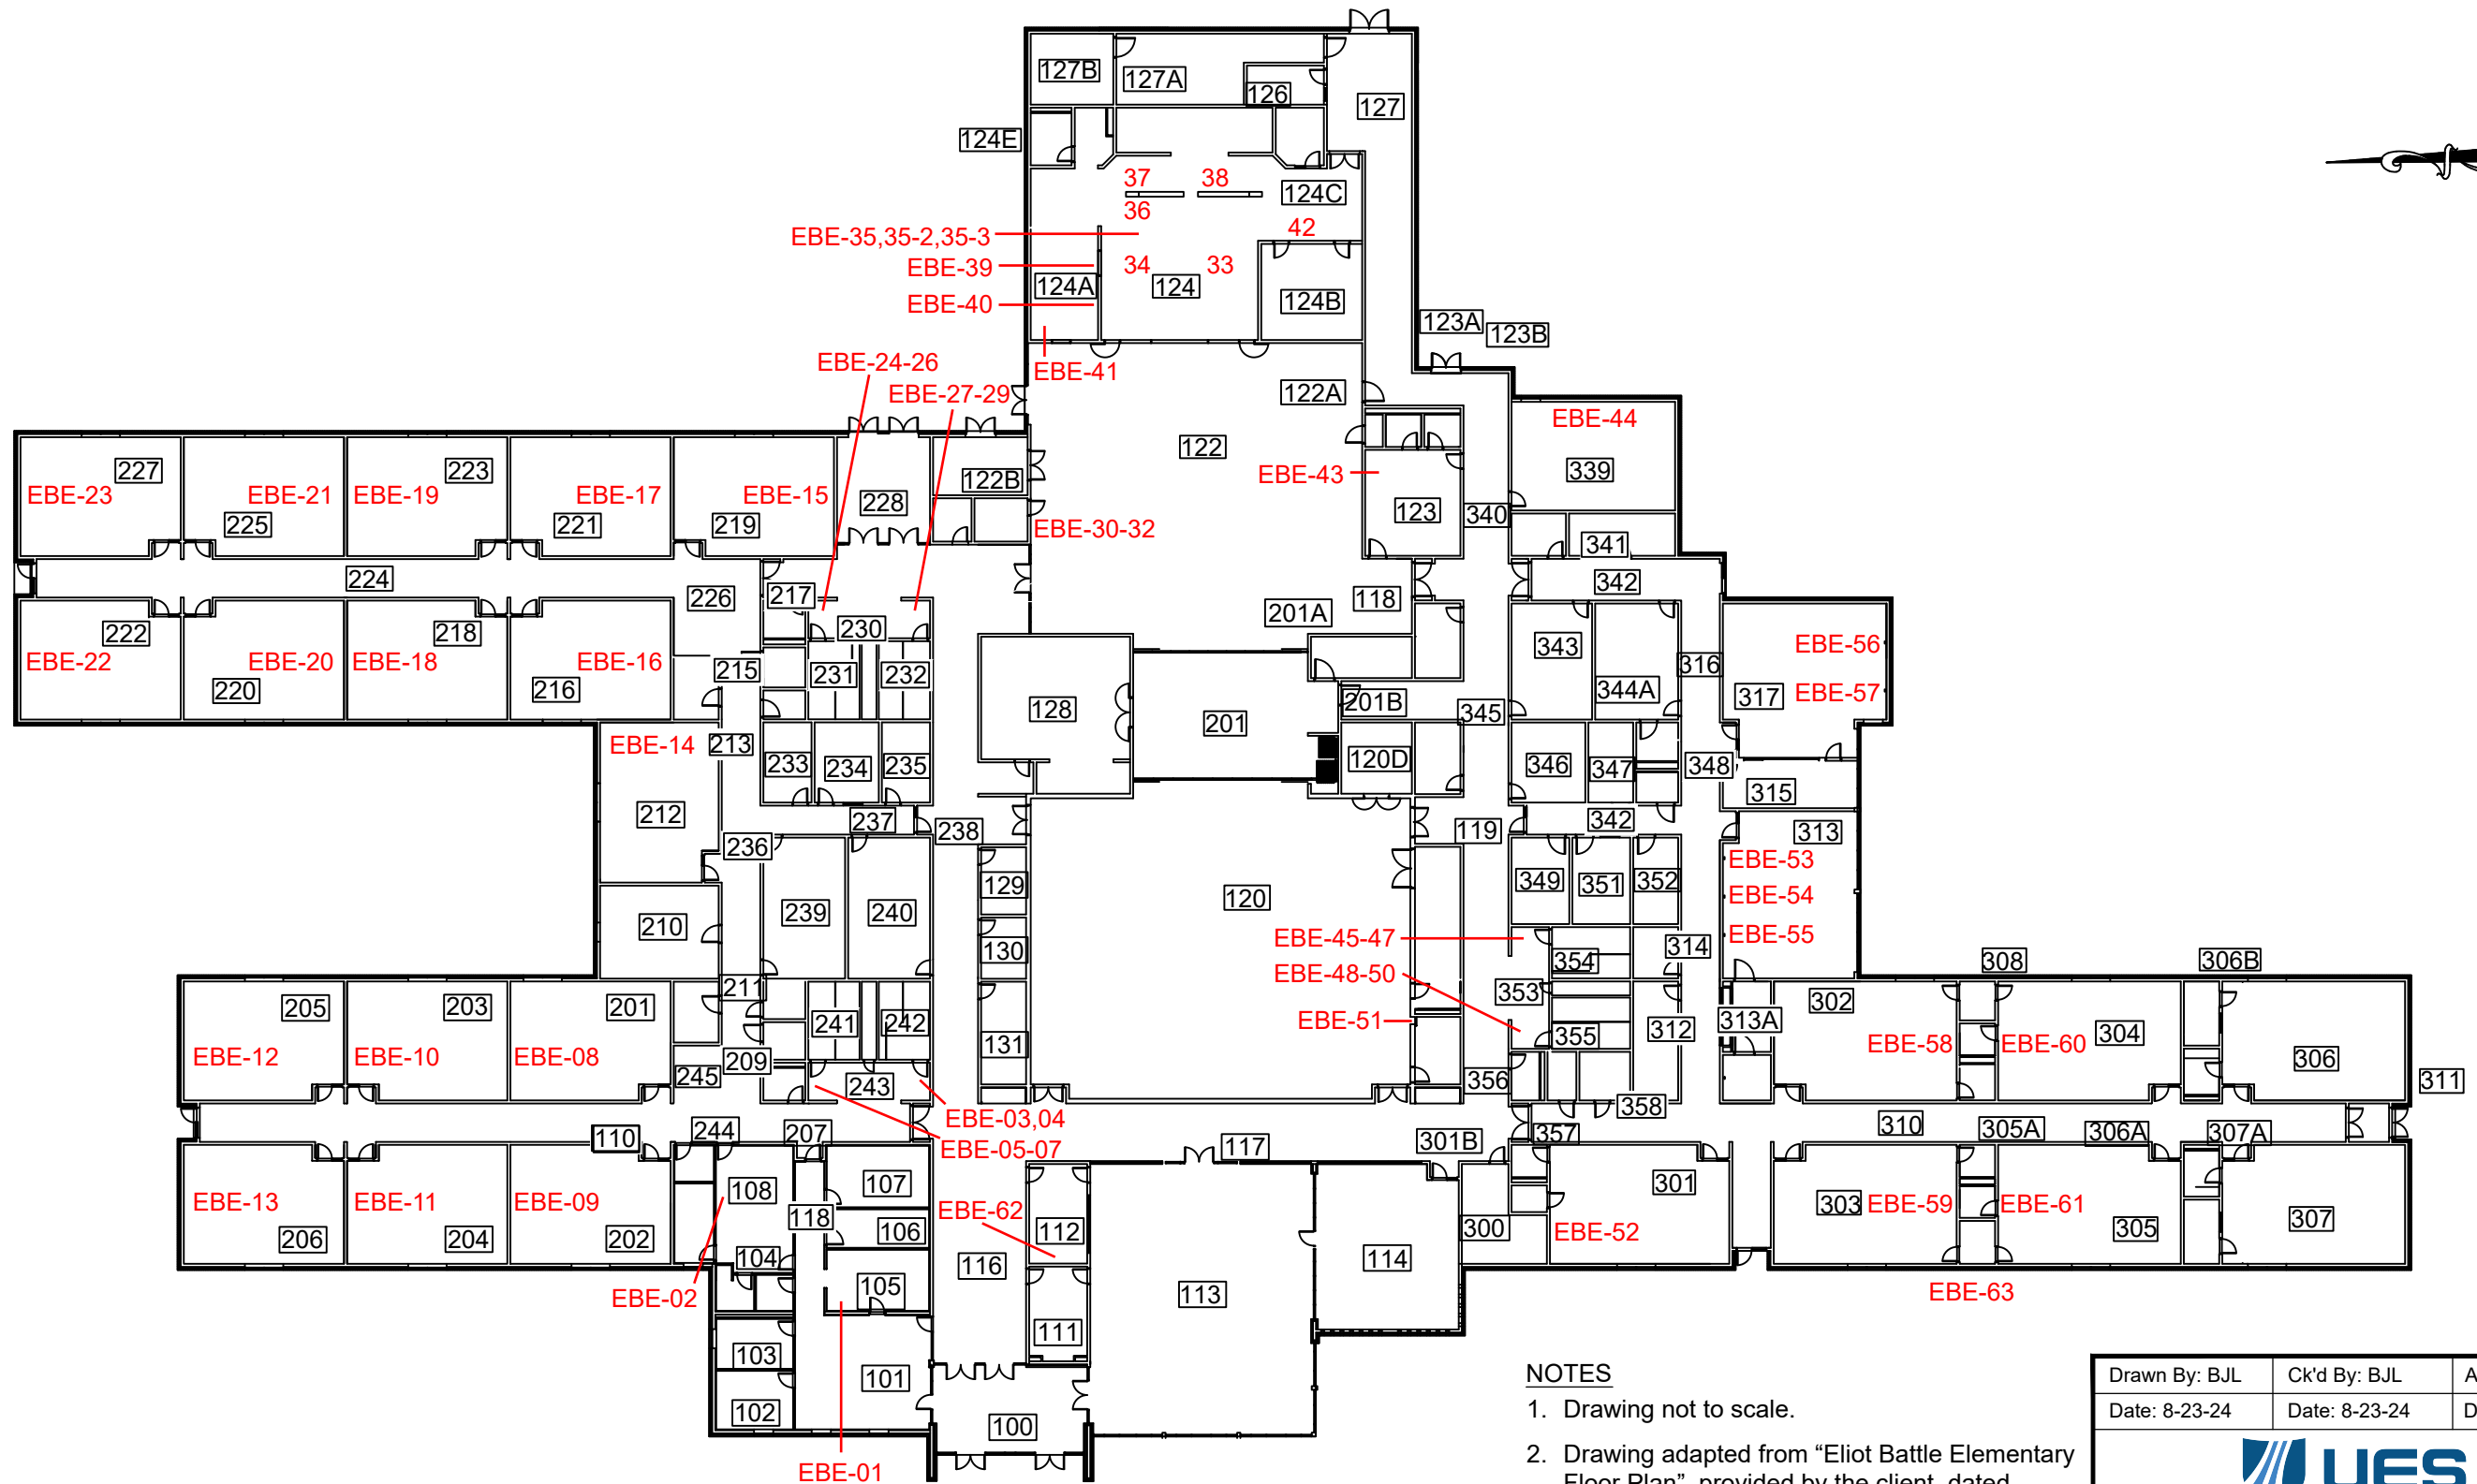 127B
127A
126
127
124E
37
38
124C
36
42
EBE-35,35-2,35-3
EBE-39
34
33
124A
124
124B
EBE-40
123A
123B
EBE-24-26
EBE-41
EBE-27-29
122A
EBE-44
227
223
122
EBE-43
339
EBE-23
EBE-21
EBE-19
EBE-17
EBE-15
122B
228
123
340
225
221
219
EBE-30-32
341
224
226
217
118
342
201A
222
218
230
343
EBE-56
EBE-22
EBE-20
EBE-18
EBE-16
215
231
232
316
220
216
344A
317
EBE-57
128
201B
345
201
EBE-14
213
233
234
235
120D
346
347
348
315
212
237
238
119
342
313
236
EBE-53
129
349
351
352
EBE-54
120
239
240
210
EBE-45-47
EBE-55
130
314
354
308
306B
EBE-48-50
211
353
205
203
201
302
241
242
EBE-51
313A
312
304
355
131
EBE-12
EBE-10
EBE-08
209
EBE-58
EBE-60
306
245
243
356
311
358
EBE-03,04
110
244
207
117
301B
357
310
305A
306A
307A
EBE-05-07
108
107
301
EBE-13
EBE-11
EBE-09
EBE-62
303
EBE-59
EBE-61
118
106
112
300
EBE-52
305
307
206
204
202
104
116
114
105
113
EBE-02
EBE-63
111
103
101
102
100
EBE-01
NOTES
1. Drawing not to scale.
2. Drawing adapted from “Eliot Battle Elementary
Floor Plan”, provided by the client, dated
Drawn By: BJL
Ck'd By: BJL
A
Date: 8-23-24
Date: 8-23-24
D
UES